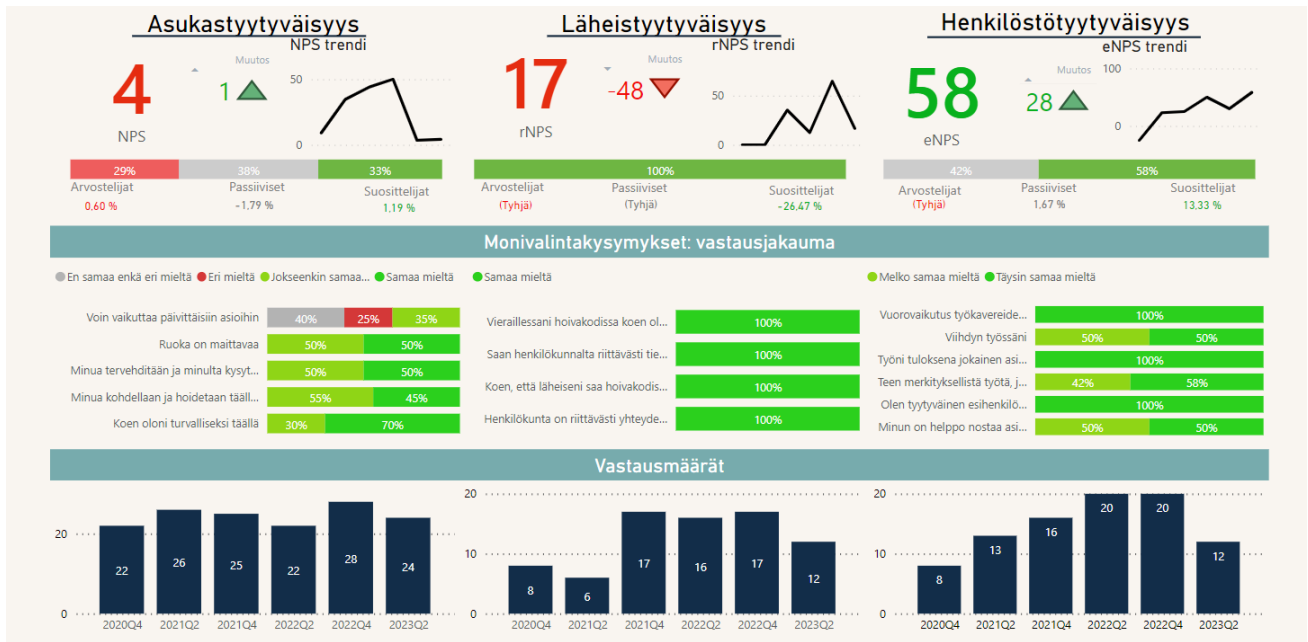 Asukastyytyväisyys
NPS trendi
Muutos
4
1
50
0
NPS
29%
38%
33%
Arvostelijat
Passiiviset
Suosittelijat
0,60 %
-1,79 %
1,19 %
Läheistyytyväisyys
rNPS trendi
Muutos
17
-48
50
0
rNPS
100%
Arvostelijat
Passiiviset
Suosittelijat
(Tyhjä)
(Tyhjä)
-26,47 %
Henkilöstötyytyväisyys
eNPS trendi
Muutos
100
58
28
0
eNPS
42%
58%
Arvostelijat
Passiiviset
Suosittelijat
(Tyhjä)
1,67 %
13,33 %
Monivalintakysymykset: vastausjakauma
En samaa enkä eri mieltä Eri mieltä Jokseenkin samaa... Samaa mieltä
Voin vaikuttaa päivittäisiin asioihin 40% 25% 35%
Ruoka on maittavaa 50% 50%
Minua tervehditään ja minulta kysyt... 50% 50%
Minua kohdellaan ja hoidetaan tääll... 55% 45%
Koen oloni turvalliseksi täällä 30% 70%
Samaa mieltä
Vieraillessani hoivakodissa koen ol... 100%
Saan henkilökunnalta riittävästi tie... 100%
Koen, että läheiseni saa hoivakodis... 100%
Henkilökunta on riittävästi yhteyde... 100%
Melko samaa mieltä Täysin samaa mieltä
Vuorovaikutus työkavereide... 100%
Viihdyn työssäni 50% 50%
Työni tuloksena jokainen asi... 100%
Teen merkityksellistä työtä, j... 42% 58%
Olen tyytyväinen esihenkilö... 100%
Minun on helppo nostaa asi... 50% 50%
Vastausmäärät
20
0
22 26 25 22 28 24
2020Q4 2021Q2 2021Q4 2022Q2 2022Q4 2023Q2
20
10
0
8 6 17 16 17 12
2020Q4 2021Q2 2021Q4 2022Q2 2022Q4 2023Q2
20
10
0
8 13 16 20 20 12
2020Q4 2021Q2 2021Q4 2022Q2 2022Q4 2023Q2